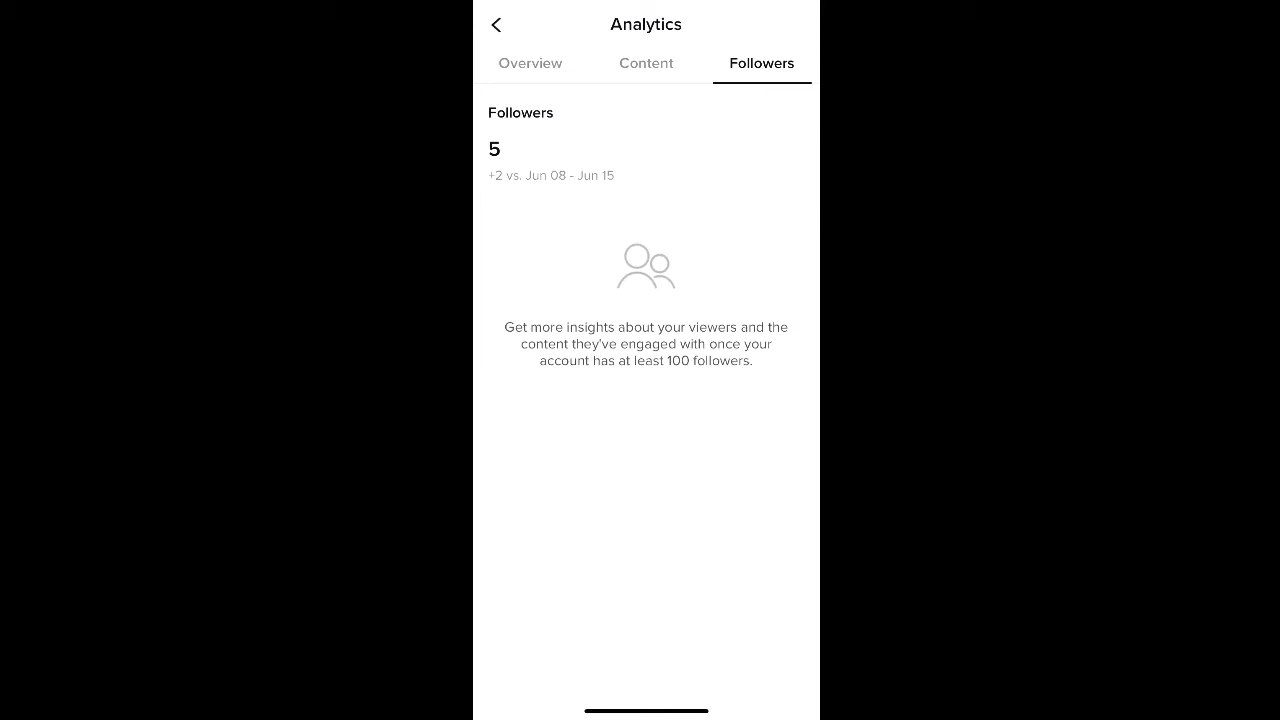 Analytics
Overview Content Followers
Followers
5
+2 vs. Jun 08 - Jun 15
Get more insights about your viewers and the
content they've engaged with once your
account has at least 100 followers.